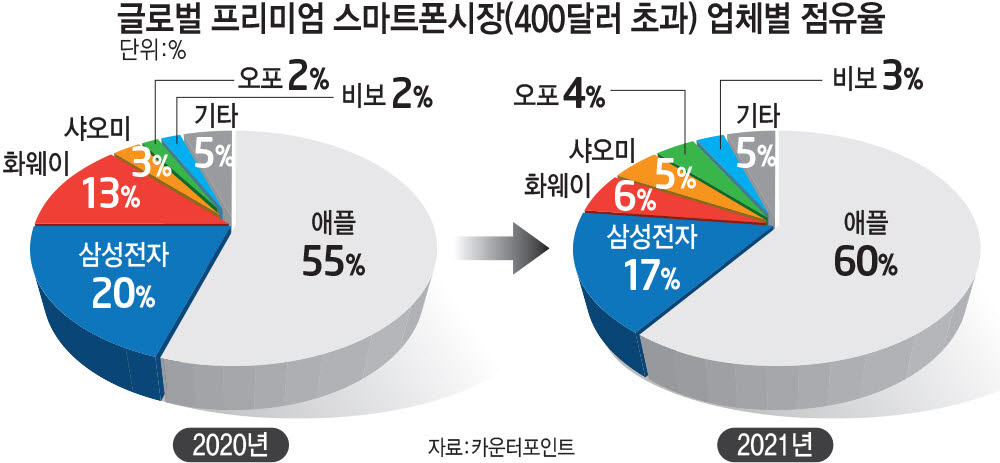 글로벌 프리미엄 스마트폰시장(400달러 초과) 업체별 점유율
단위:%
오포 2%
비보 2%
기타
5%
샤오미
3%
화웨이
13%
삼성전자
20%
애플
55%
2020년
오포 4%
비보 3%
기타
5%
샤오미
5%
화웨이
6%
삼성전자
17%
애플
60%
2021년
자료:카운터포인트